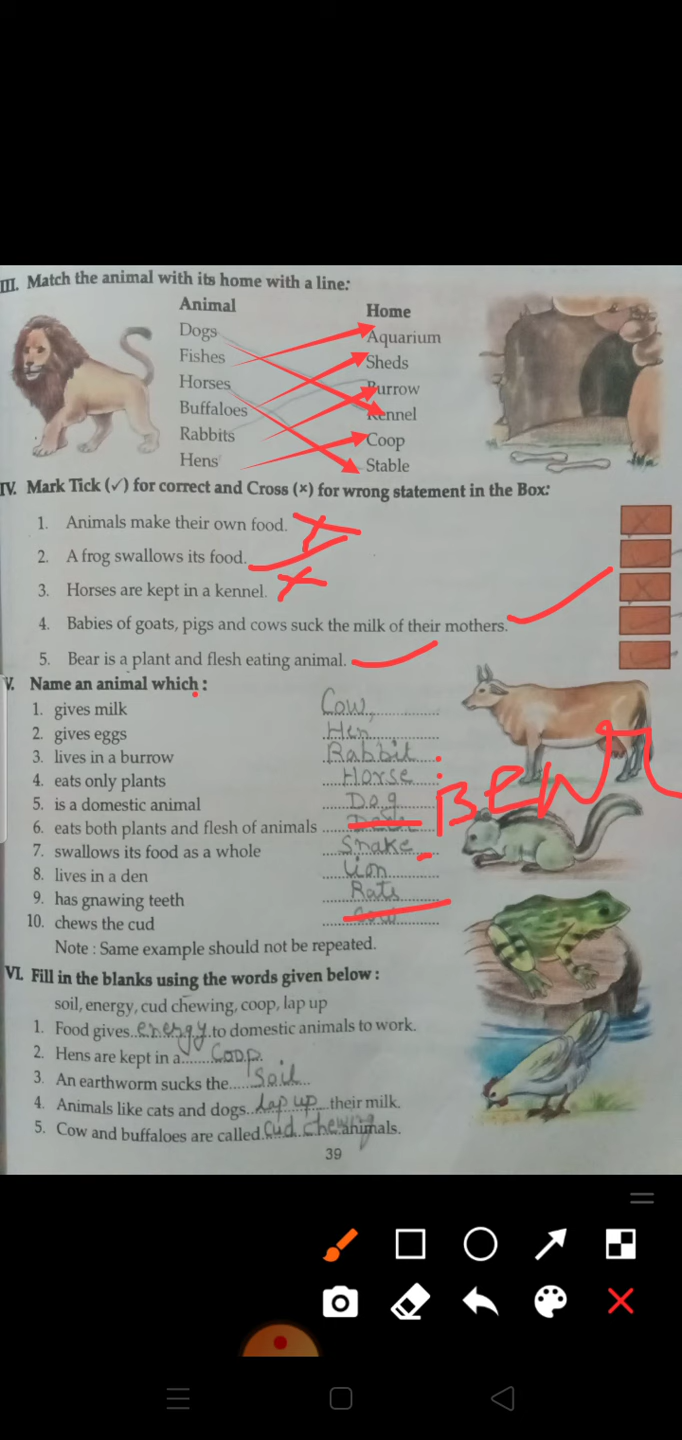 III. Match the animal with its home with a line:
Animal Home
Dogs Aquarium
Fishes Sheds
Horses Burrow
Buffaloes Kennel
Rabbits Coop
Hens Stable
IV. Mark Tick (✓) for correct and Cross (×) for wrong statement in the Box:
1. Animals make their own food. ×
2. A frog swallows its food. ✓
3. Horses are kept in a kennel. ×
4. Babies of goats, pigs and cows suck the milk of their mothers. ✓
5. Bear is a plant and flesh eating animal. ✓
V. Name an animal which :
1. gives milk Cow,
2. gives eggs Hen
3. lives in a burrow Rabbit
4. eats only plants Horse
5. is a domestic animal Dog
6. eats both plants and flesh of animals
7. swallows its food as a whole Snake
8. lives in a den Lion
9. has gnawing teeth Rats
10. chews the cud Cow
Note : Same example should not be repeated.
VI. Fill in the blanks using the words given below :
soil, energy, cud chewing, coop, lap up
1. Food gives energy to domestic animals to work.
2. Hens are kept in a Coop.
3. An earthworm sucks the Soil
4. Animals like cats and dogs lap up their milk.
5. Cow and buffaloes are called Cud chewing animals.
39